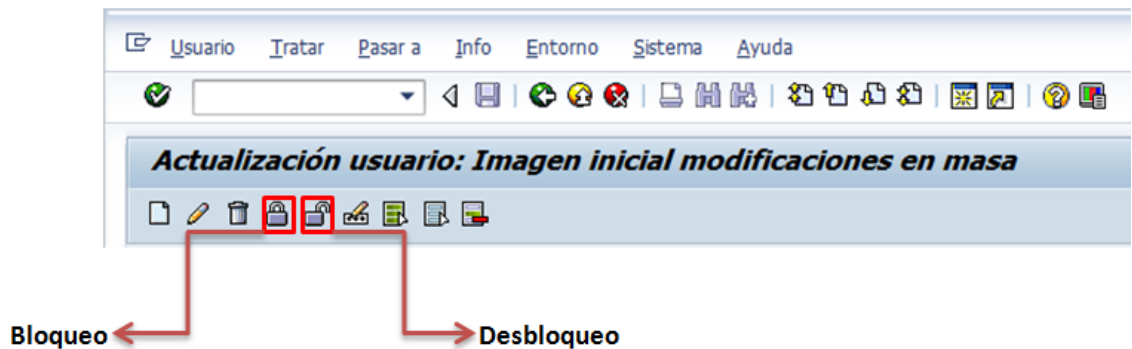 Usuario Tratar Pasar a Info Entorno Sistema Ayuda
Actualización usuario: Imagen inicial modificaciones en masa
Bloqueo Desbloqueo